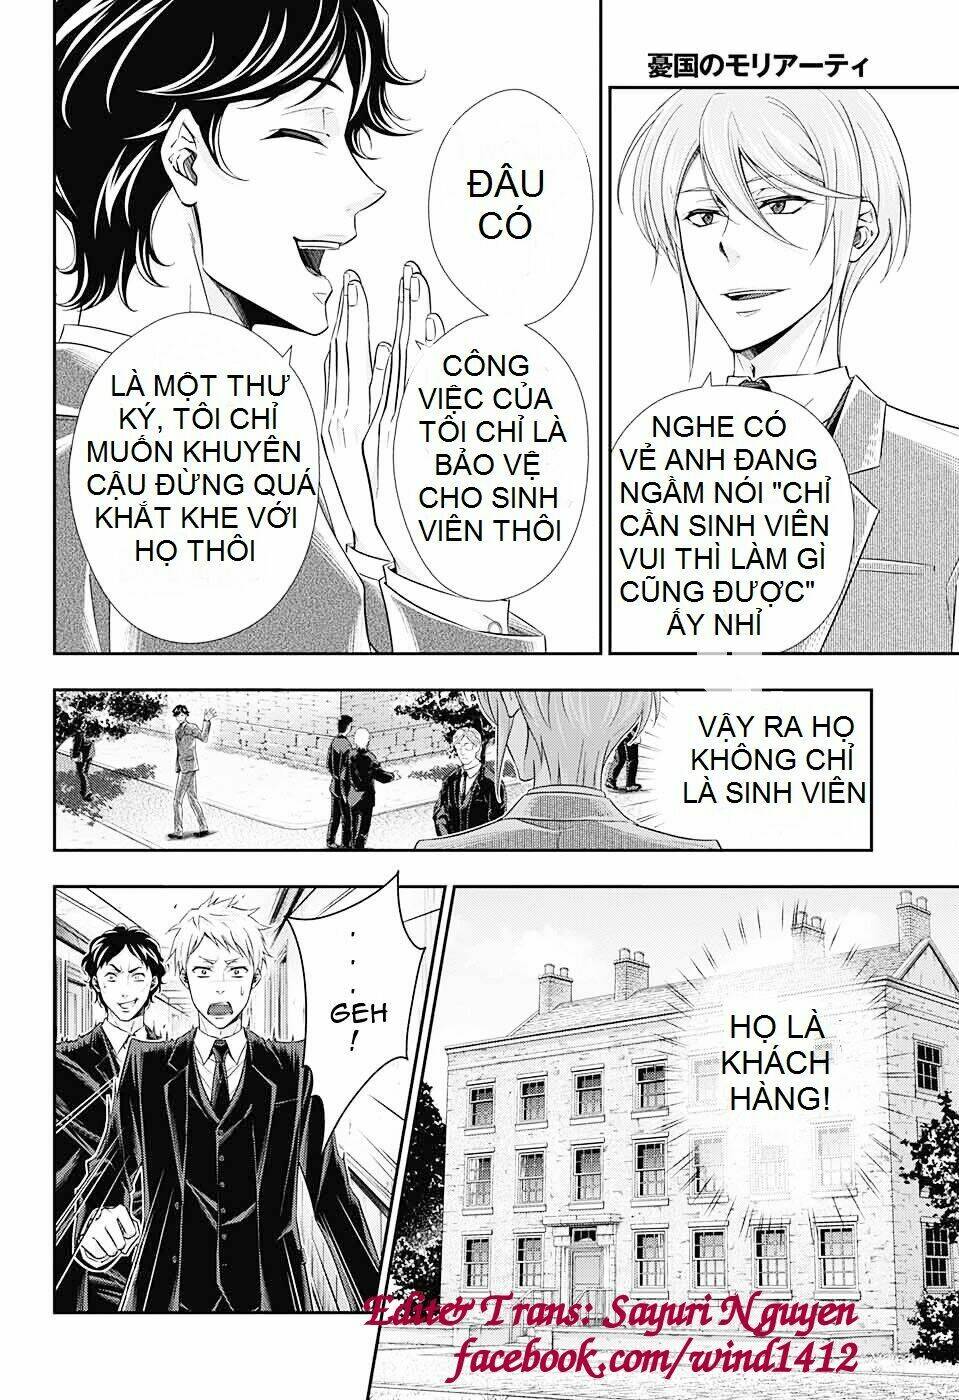 憂国のモリアーティ
NGHE CÓ
VẺ ANH ĐANG
NGẦM NÓI "CHỈ
CẦN SINH VIÊN
VUI THÌ LÀM GÌ
CŨNG ĐƯỢC"
ẤY NHỈ
ĐÂU
CÓ
CÔNG
VIỆC CỦA
TÔI CHỈ LÀ
BẢO VỆ
CHO SINH
VIÊN THÔI
LÀ MỘT THƯ
KÝ, TÔI CHỈ
MUỐN KHUYÊN
CẬU ĐỪNG QUÁ
KHẮT KHE VỚI
HỌ THÔI
VẬY RA HỌ
KHÔNG CHỈ
LÀ SINH VIÊN
HỌ LÀ
KHÁCH
HÀNG!
...
GEH
!
Edit& Trans: Sayuri Nguyen
facebook.com/wind1412